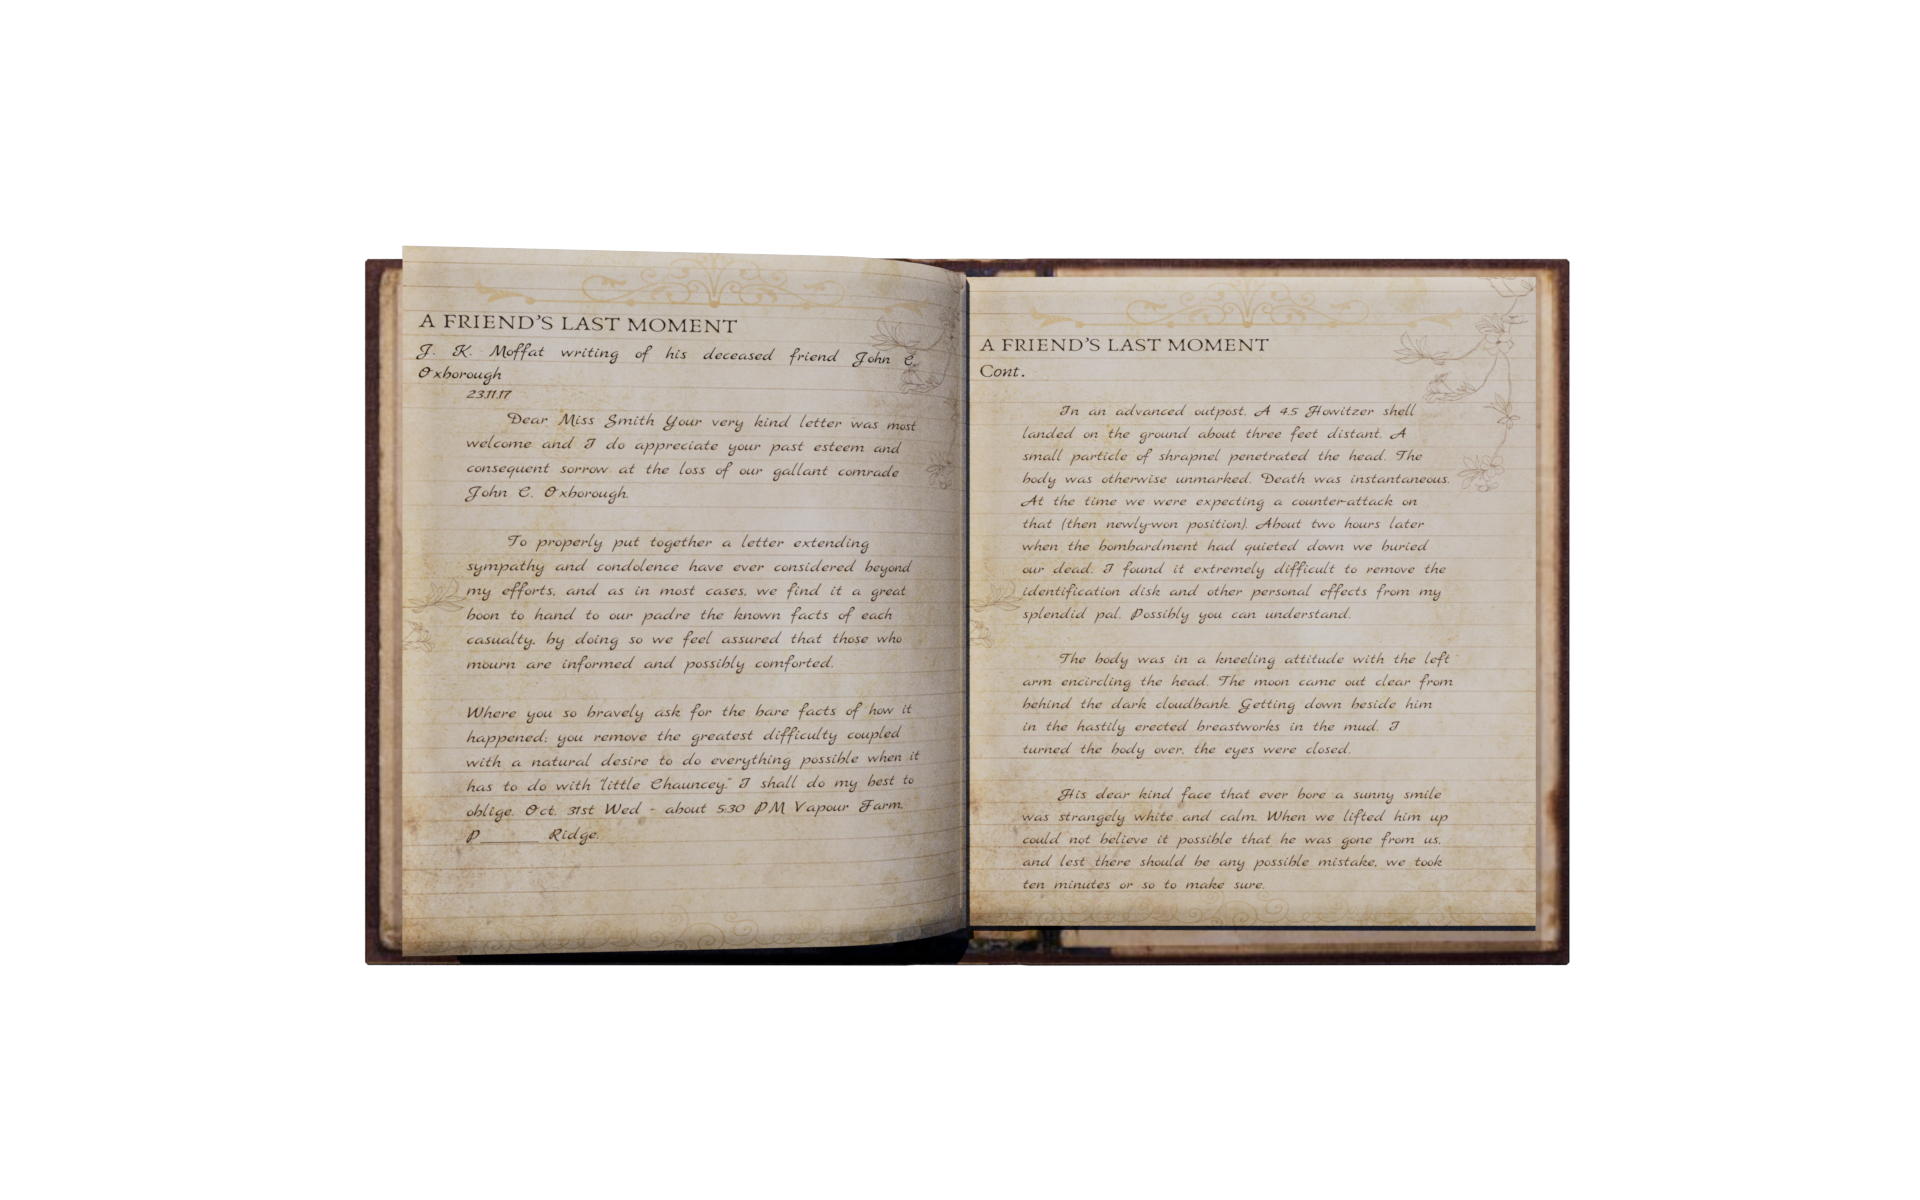 A FRIEND'S LAST MOMENT
J. K. Moffat writing of his deceased friend John C.
Oxborough
23.11.17
Dear Miss Smith Your very kind letter was most
welcome and I do appreciate your past esteem and
consequent sorrow at the loss of our gallant comrade
John C. Oxborough.
To properly put together a letter extending
sympathy and condolence have ever considered beyond
my efforts, and as in most cases, we find it a great
boon to hand to our padre the known facts of each
casualty, by doing so we feel assured that those who
mourn are informed and possibly comforted.
Where you so bravely ask for the bare facts of how it
happened; you remove the greatest difficulty coupled
with a natural desire to do everything possible when it
has to do with "little Chauncey." I shall do my best to
oblige. Oct. 31st Wed - about 5:30 PM Vapour Farm.
P_______ Ridge.
A FRIEND'S LAST MOMENT
Cont.
In an advanced outpost. A 4.5 Howitzer shell
landed on the ground about three feet distant. A
small particle of shrapnel penetrated the head. The
body was otherwise unmarked. Death was instantaneous.
At the time we were expecting a counter-attack on
that (then newly-won position). About two hours later
when the bombardment had quieted down we buried
our dead. I found it extremely difficult to remove the
identification disk and other personal effects from my
splendid pal. Possibly you can understand.
The body was in a kneeling attitude with the left
arm encircling the head. The moon came out clear from
behind the dark cloudbank. Getting down beside him
in the hastily erected breastworks in the mud. I
turned the body over, the eyes were closed.
His dear kind face that ever bore a sunny smile
was strangely white and calm. When we lifted him up
could not believe it possible that he was gone from us,
and lest there should be any possible mistake, we took
ten minutes or so to make sure.